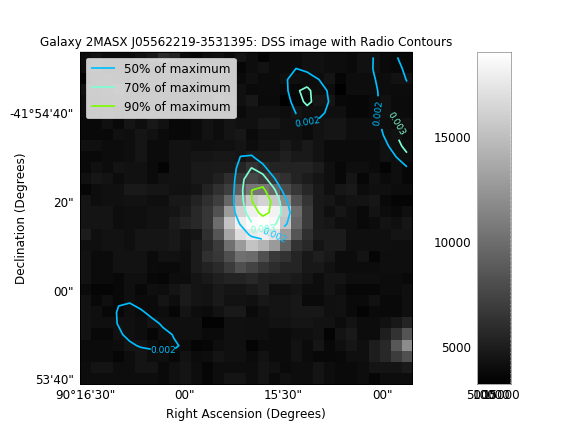 Galaxy 2MASX J05562219-3531395: DSS image with Radio Contours
50% of maximum
70% of maximum
90% of maximum
0.002
0.002
0.003
0.002
0.002
-41°54'40"
20"
00"
53'40"
90°16'30"
00"
15'30"
00"
Right Ascension (Degrees)
Declination (Degrees)
15000
10000
5000